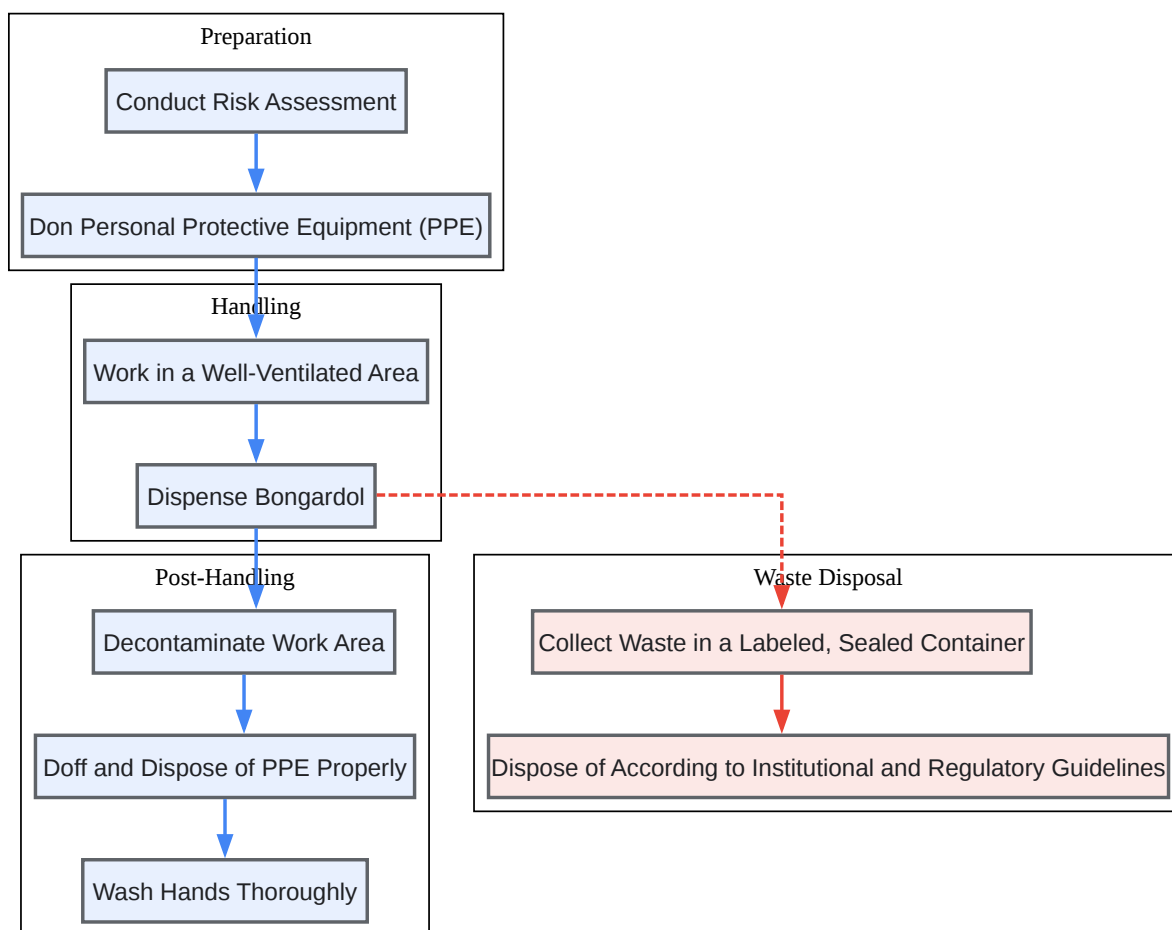 Preparation
Conduct Risk Assessment
Don Personal Protective Equipment (PPE)
Handling
Work in a Well-Ventilated Area
Dispense Bongardol
Post-Handling
Decontaminate Work Area
Doff and Dispose of PPE Properly
Wash Hands Thoroughly
Waste Disposal
Collect Waste in a Labeled, Sealed Container
Dispose of According to Institutional and Regulatory Guidelines